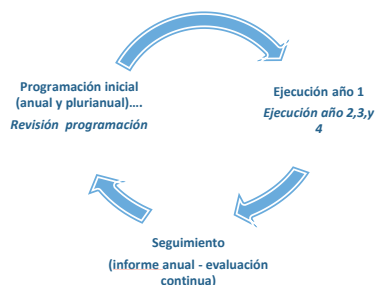 Programación inicial
(anual y plurianual)....
Revisión programación
Ejecución año 1
Ejecución año 2,3,y
4
Seguimiento
(informe anual - evaluación
continua)